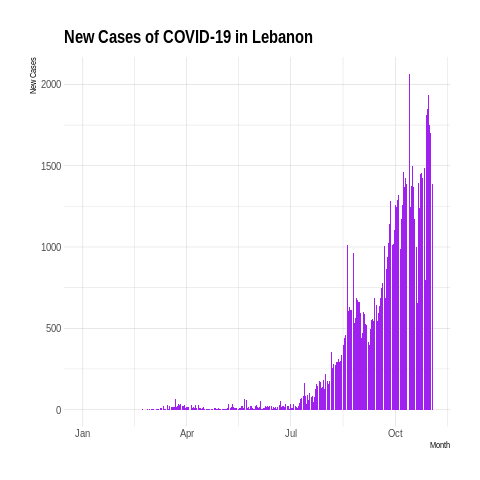 New Cases of COVID-19 in Lebanon
New Cases
2000
1500
1000
500
0
Jan Apr Jul Oct
Month